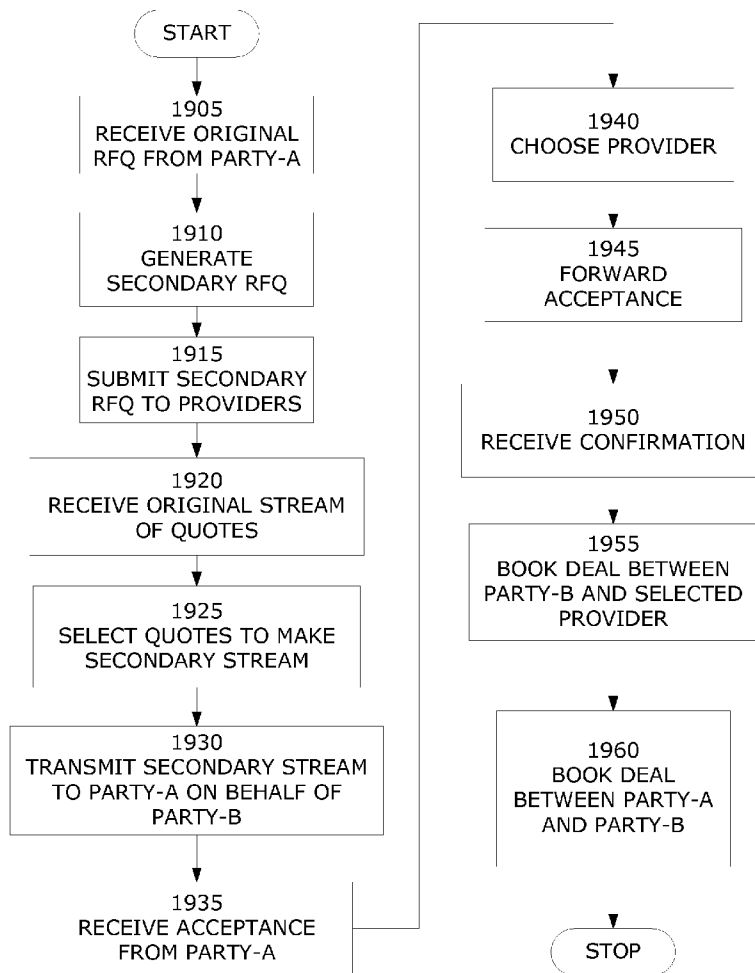 START
1905
RECEIVE ORIGINAL
RFQ FROM PARTY-A
1910
GENERATE
SECONDARY RFQ
1915
SUBMIT SECONDARY
RFQ TO PROVIDERS
1920
RECEIVE ORIGINAL STREAM
OF QUOTES
1925
SELECT QUOTES TO MAKE
SECONDARY STREAM
1930
TRANSMIT SECONDARY STREAM
TO PARTY-A ON BEHALF OF
PARTY-B
1935
RECEIVE ACCEPTANCE
FROM PARTY-A
1940
CHOOSE PROVIDER
1945
FORWARD
ACCEPTANCE
1950
RECEIVE CONFIRMATION
1955
BOOK DEAL BETWEEN
PARTY-B AND SELECTED
PROVIDER
1960
BOOK DEAL
BETWEEN PARTY-A
AND PARTY-B
STOP